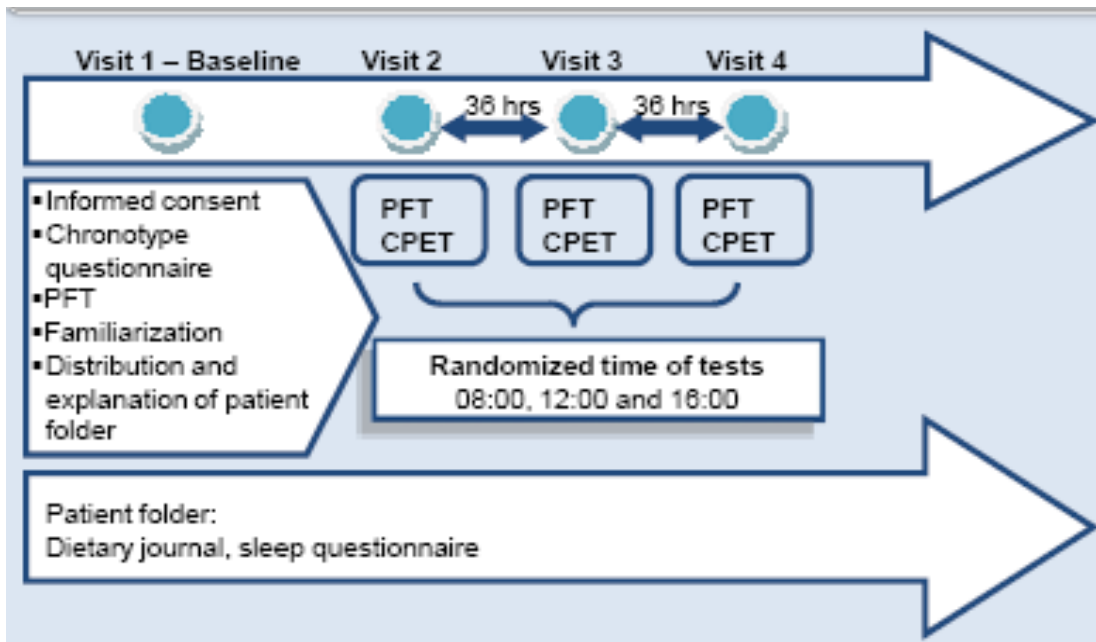 Visit 1 – Baseline
Visit 2
Visit 3
Visit 4
36 hrs
36 hrs
▪Informed consent
▪Chronotype
questionnaire
▪PFT
▪Familiarization
▪Distribution and
explanation of patient
folder
PFT
CPET
PFT
CPET
PFT
CPET
Randomized time of tests
08:00, 12:00 and 16:00
Patient folder:
Dietary journal, sleep questionnaire